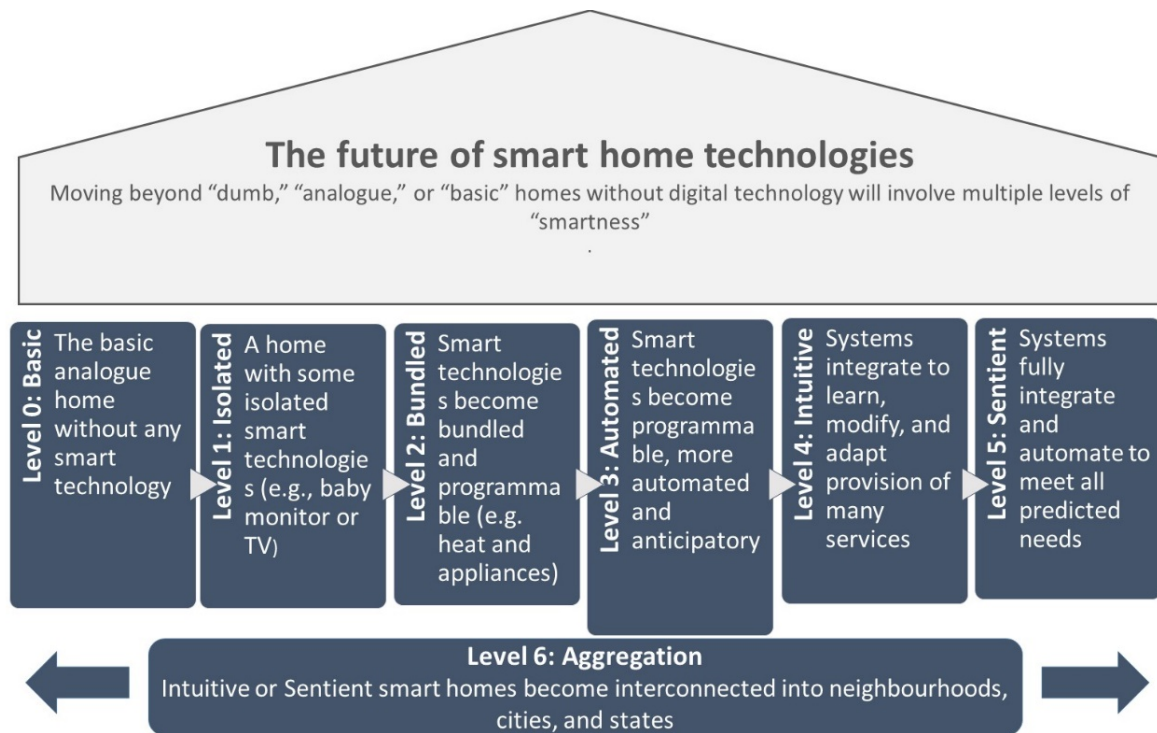 The future of smart home technologies
Moving beyond “dumb,” “analogue,” or “basic” homes without digital technology will involve multiple levels of
“smartness”
.
Level 0: Basic
The basic
analogue
home
without any
smart
technology
Level 1: Isolated
A home
with some
isolated
smart
technologie
s (e.g., baby
monitor or
TV)
Level 2: Bundled
Smart
technologie
s become
bundled
and
programma
ble (e.g.
heat and
appliances)
Level 3: Automated
Smart
technologie
s become
programma
ble, more
automated
and
anticipatory
Level 4: Intuitive
Systems
integrate to
learn,
modify, and
adapt
provision of
many
services
Level 5: Sentient
Systems
fully
integrate
and
automate to
meet all
predicted
needs
Level 6: Aggregation
Intuitive or Sentient smart homes become interconnected into neighbourhoods,
cities, and states